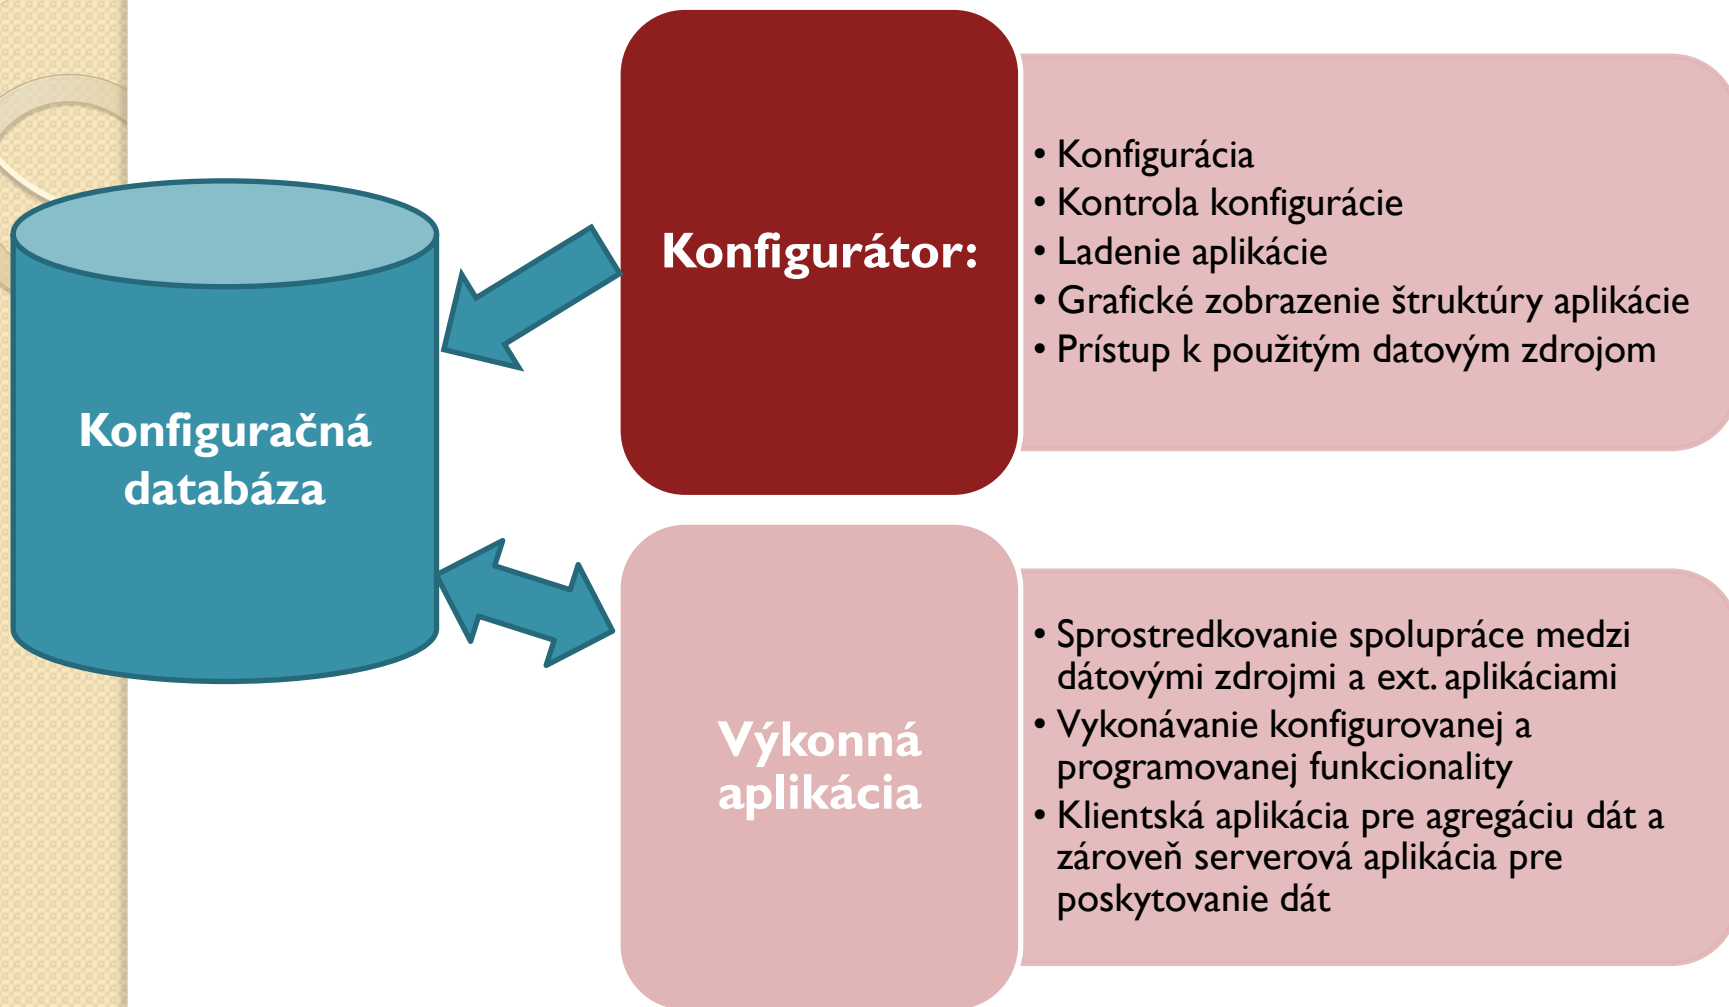 Konfiguračná
databáza
Konfigurátor:
• Konfigurácia
• Kontrola konfigurácie
• Ladenie aplikácie
• Grafické zobrazenie štruktúry aplikácie
• Prístup k použitým datovým zdrojom
Výkonná
aplikácia
• Sprostredkovanie spolupráce medzi
dátovými zdrojmi a ext. aplikáciami
• Vykonávanie konfigurovanej a
programovanej funkcionality
• Klientská aplikácia pre agregáciu dát a
zároveň serverová aplikácia pre
poskytovanie dát